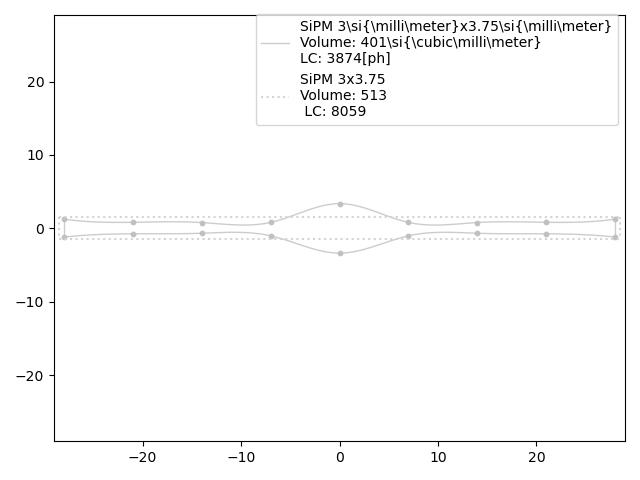 SiPM 3\si{\milli\meter}x3.75\si{\milli\meter}
Volume: 401\si{\cubic\milli\meter}
LC: 3874[ph]
SiPM 3x3.75
Volume: 513
LC: 8059
20
10
0
−10
−20
−20
−10
0
10
20